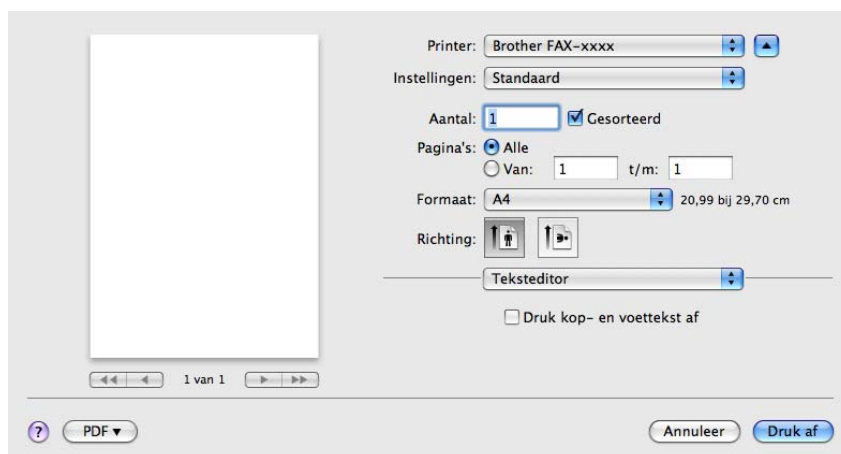 Printer: Brother FAX-xxxx
Instellingen: Standaard
Aantal: 1 Gesorteerd
Pagina's: Alle
Van: 1 t/m: 1
Formaat: A4 20,99 bij 29,70 cm
Richting:
Teksteditor
Druk kop- en voettekst af
1 van 1
? PDF Annuleer Druk af